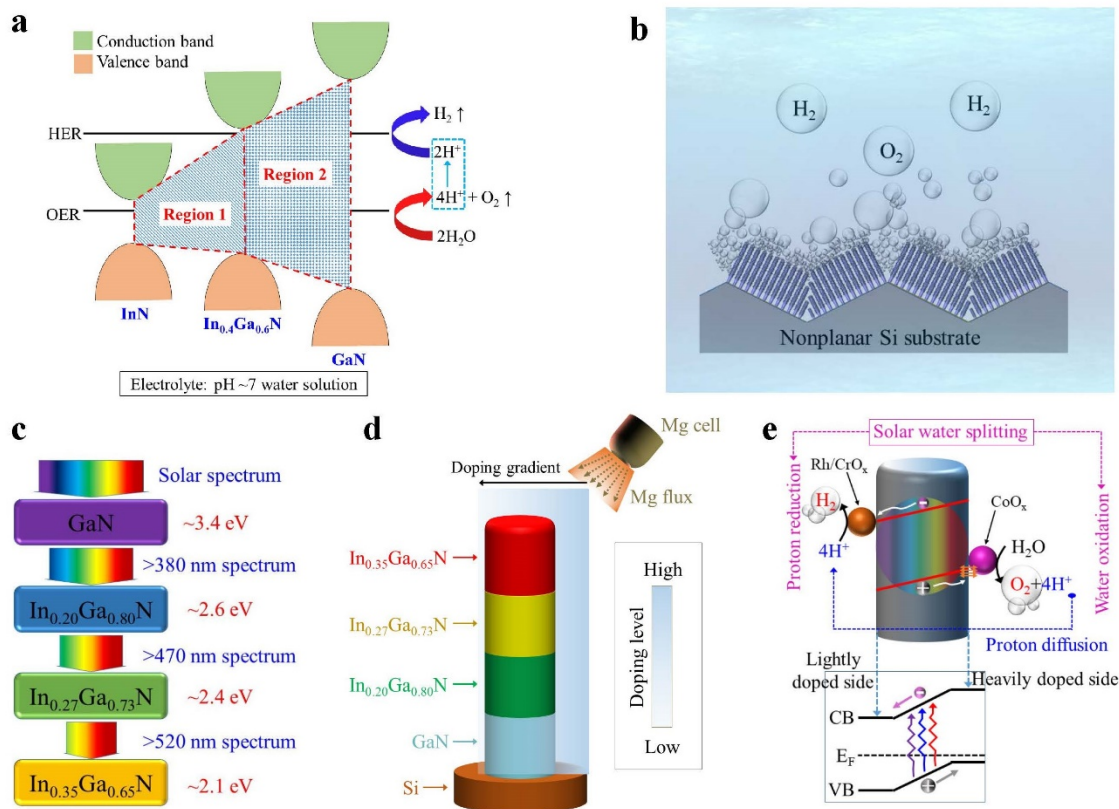 a
Conduction band
Valence band
HER
OER
Region 1
Region 2
H₂ ↑
2H⁺
4H⁺ + O₂ ↑
2H₂O
InN
In₀.₄Ga₀.₆N
GaN
Electrolyte: pH ~7 water solution
b
H₂
H₂
O₂
Nonplanar Si substrate
c
Solar spectrum
GaN
~3.4 eV
>380 nm spectrum
In₀.₂₀Ga₀.₈₀N
~2.6 eV
>470 nm spectrum
In₀.₂₇Ga₀.₇₃N
~2.4 eV
>520 nm spectrum
In₀.₃₅Ga₀.₆₅N
~2.1 eV
d
Mg cell
Doping gradient
Mg flux
In₀.₃₅Ga₀.₆₅N
In₀.₂₇Ga₀.₇₃N
In₀.₂₀Ga₀.₈₀N
GaN
Si
High
Doping level
Low
e
Solar water splitting
Proton reduction
Rh/CrOₓ
H₂
4H⁺
CoOₓ
H₂O
O₂+4H⁺
Water oxidation
Proton diffusion
Lightly
doped side
Heavily doped side
CB
E_F
VB